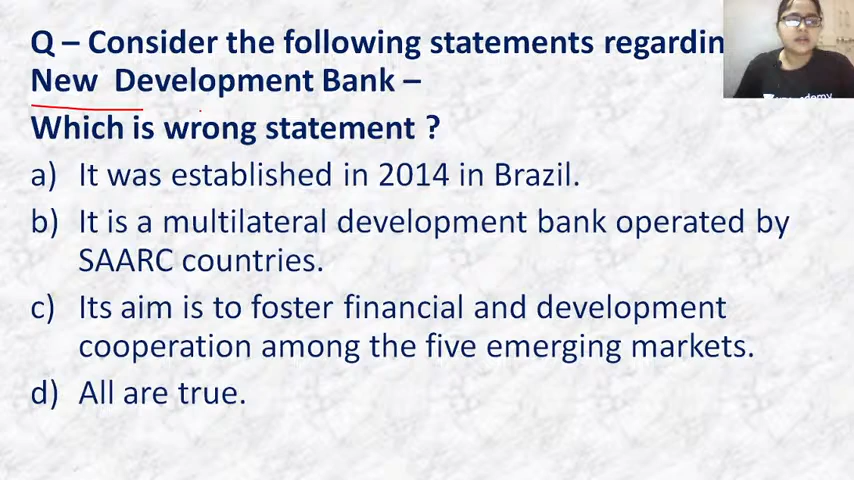 Q – Consider the following statements regardin
New Development Bank –
Which is wrong statement ?
a) It was established in 2014 in Brazil.
b) It is a multilateral development bank operated by
SAARC countries.
c) Its aim is to foster financial and development
cooperation among the five emerging markets.
d) All are true.